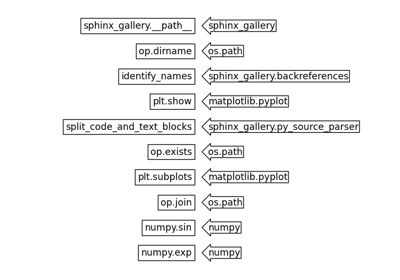 sphinx_gallery.__path__ sphinx_gallery
op.dirname os.path
identify_names sphinx_gallery.backreferences
plt.show matplotlib.pyplot
split_code_and_text_blocks sphinx_gallery.py_source_parser
op.exists os.path
plt.subplots matplotlib.pyplot
op.join os.path
numpy.sin numpy
numpy.exp numpy